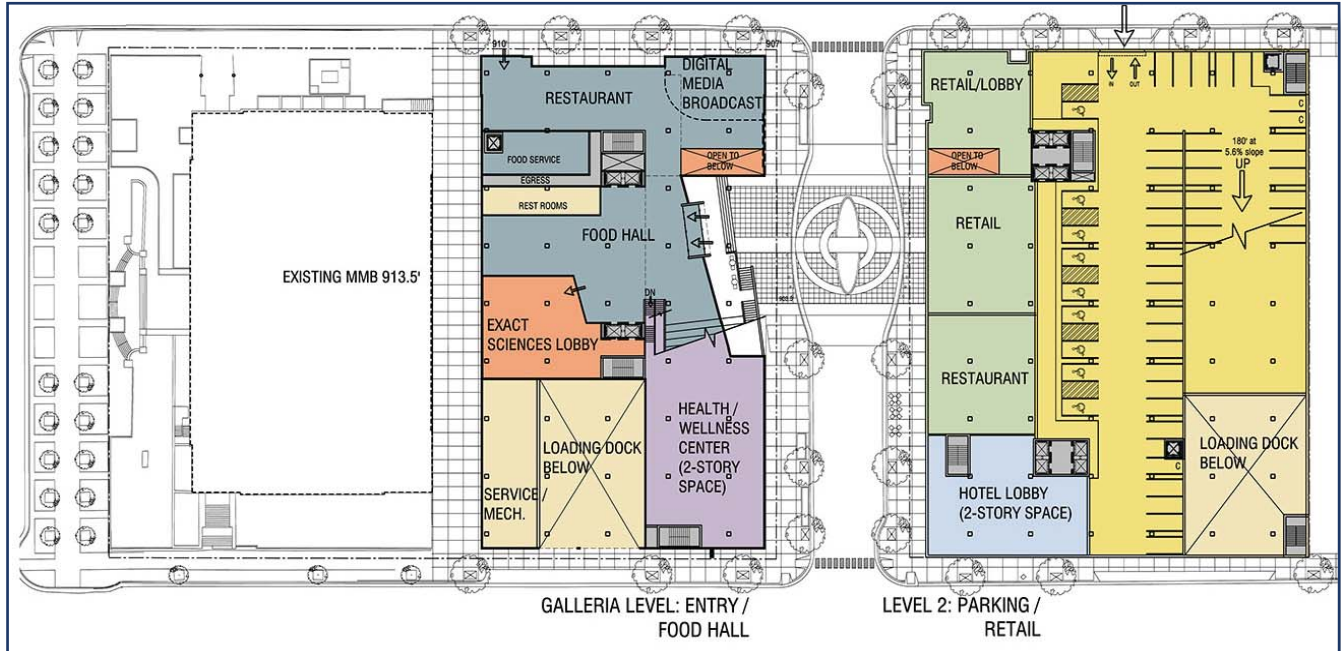 910'
907'
DIGITAL
MEDIA
BROADCAST
RESTAURANT
FOOD SERVICE
OPEN TO
BELOW
EGRESS
REST ROOMS
FOOD HALL
EXISTING MMB 913.5'
DN
903.5'
EXACT
SCIENCES LOBBY
HEALTH /
WELLNESS
CENTER
(2-STORY
SPACE)
LOADING DOCK
BELOW
SERVICE /
MECH.
GALLERIA LEVEL: ENTRY /
FOOD HALL
RETAIL/LOBBY
IN
OUT
C
C
180' at
5.6% slope
UP
OPEN TO
BELOW
RETAIL
RESTAURANT
LOADING DOCK
BELOW
C
HOTEL LOBBY
(2-STORY SPACE)
LEVEL 2: PARKING /
RETAIL